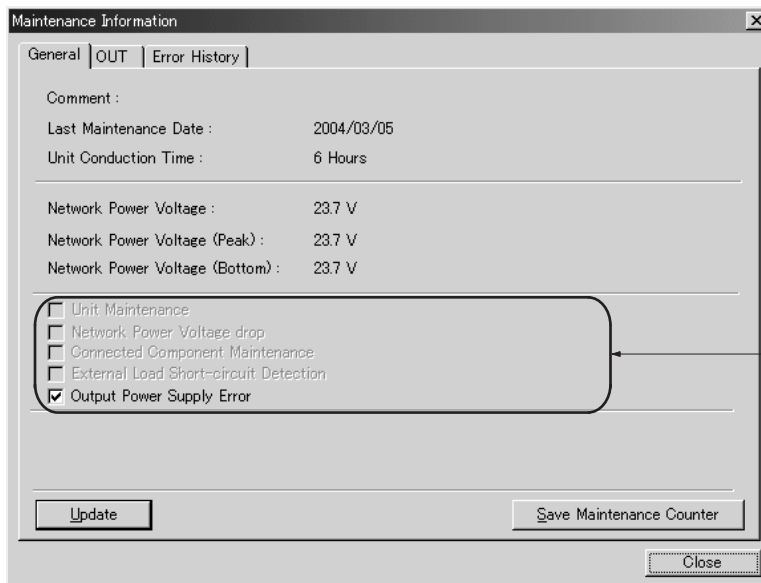 Maintenance Information
General OUT Error History
Comment :
Last Maintenance Date : 2004/03/05
Unit Conduction Time : 6 Hours
Network Power Voltage : 23.7 V
Network Power Voltage (Peak) : 23.7 V
Network Power Voltage (Bottom) : 23.7 V
Unit Maintenance
Network Power Voltage drop
Connected Component Maintenance
External Load Short-circuit Detection
Output Power Supply Error
Update Save Maintenance Counter
Close